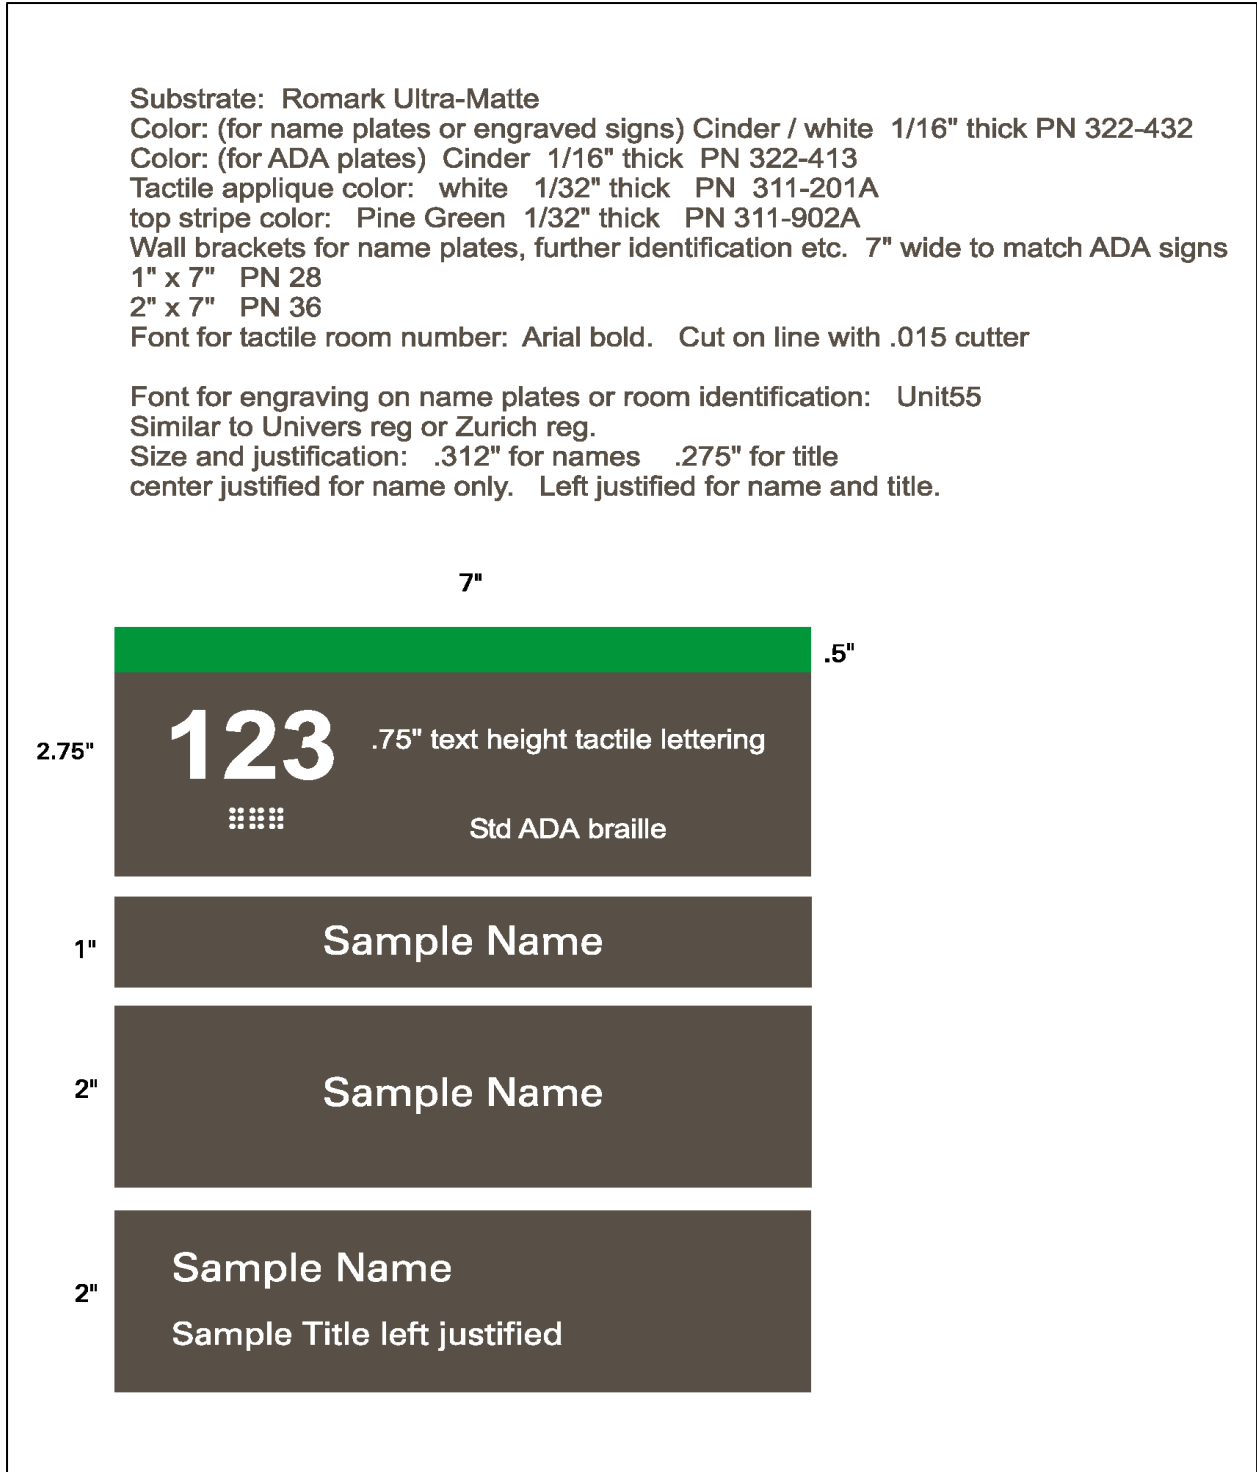 Substrate:  Romark Ultra-Matte
Color: (for name plates or engraved signs) Cinder / white  1/16" thick PN 322-432
Color: (for ADA plates)  Cinder  1/16" thick  PN 322-413
Tactile applique color:   white   1/32" thick   PN  311-201A
top stripe color:   Pine Green  1/32" thick   PN 311-902A
Wall brackets for name plates, further identification etc.  7" wide to match ADA signs
1" x 7"   PN 28
2" x 7"   PN 36
Font for tactile room number:  Arial bold.   Cut on line with .015 cutter
Font for engraving on name plates or room identification:   Unit55
Similar to Univers reg or Zurich reg.
Size and justification:   .312" for names    .275" for title
center justified for name only.   Left justified for name and title.
7"
.5"
2.75"
123
.75" text height tactile lettering
Std ADA braille
1"
Sample Name
2"
Sample Name
2"
Sample Name
Sample Title left justified